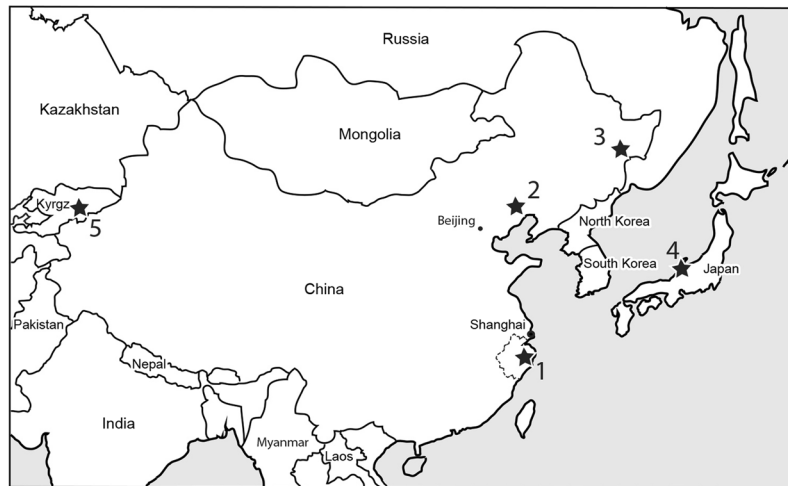 Russia
Kazakhstan
Mongolia
3
Kyrgz
5
2
Beijing
North Korea
South Korea
4
Japan
China
Pakistan
Shanghai
Nepal
1
India
Myanmar
Laos